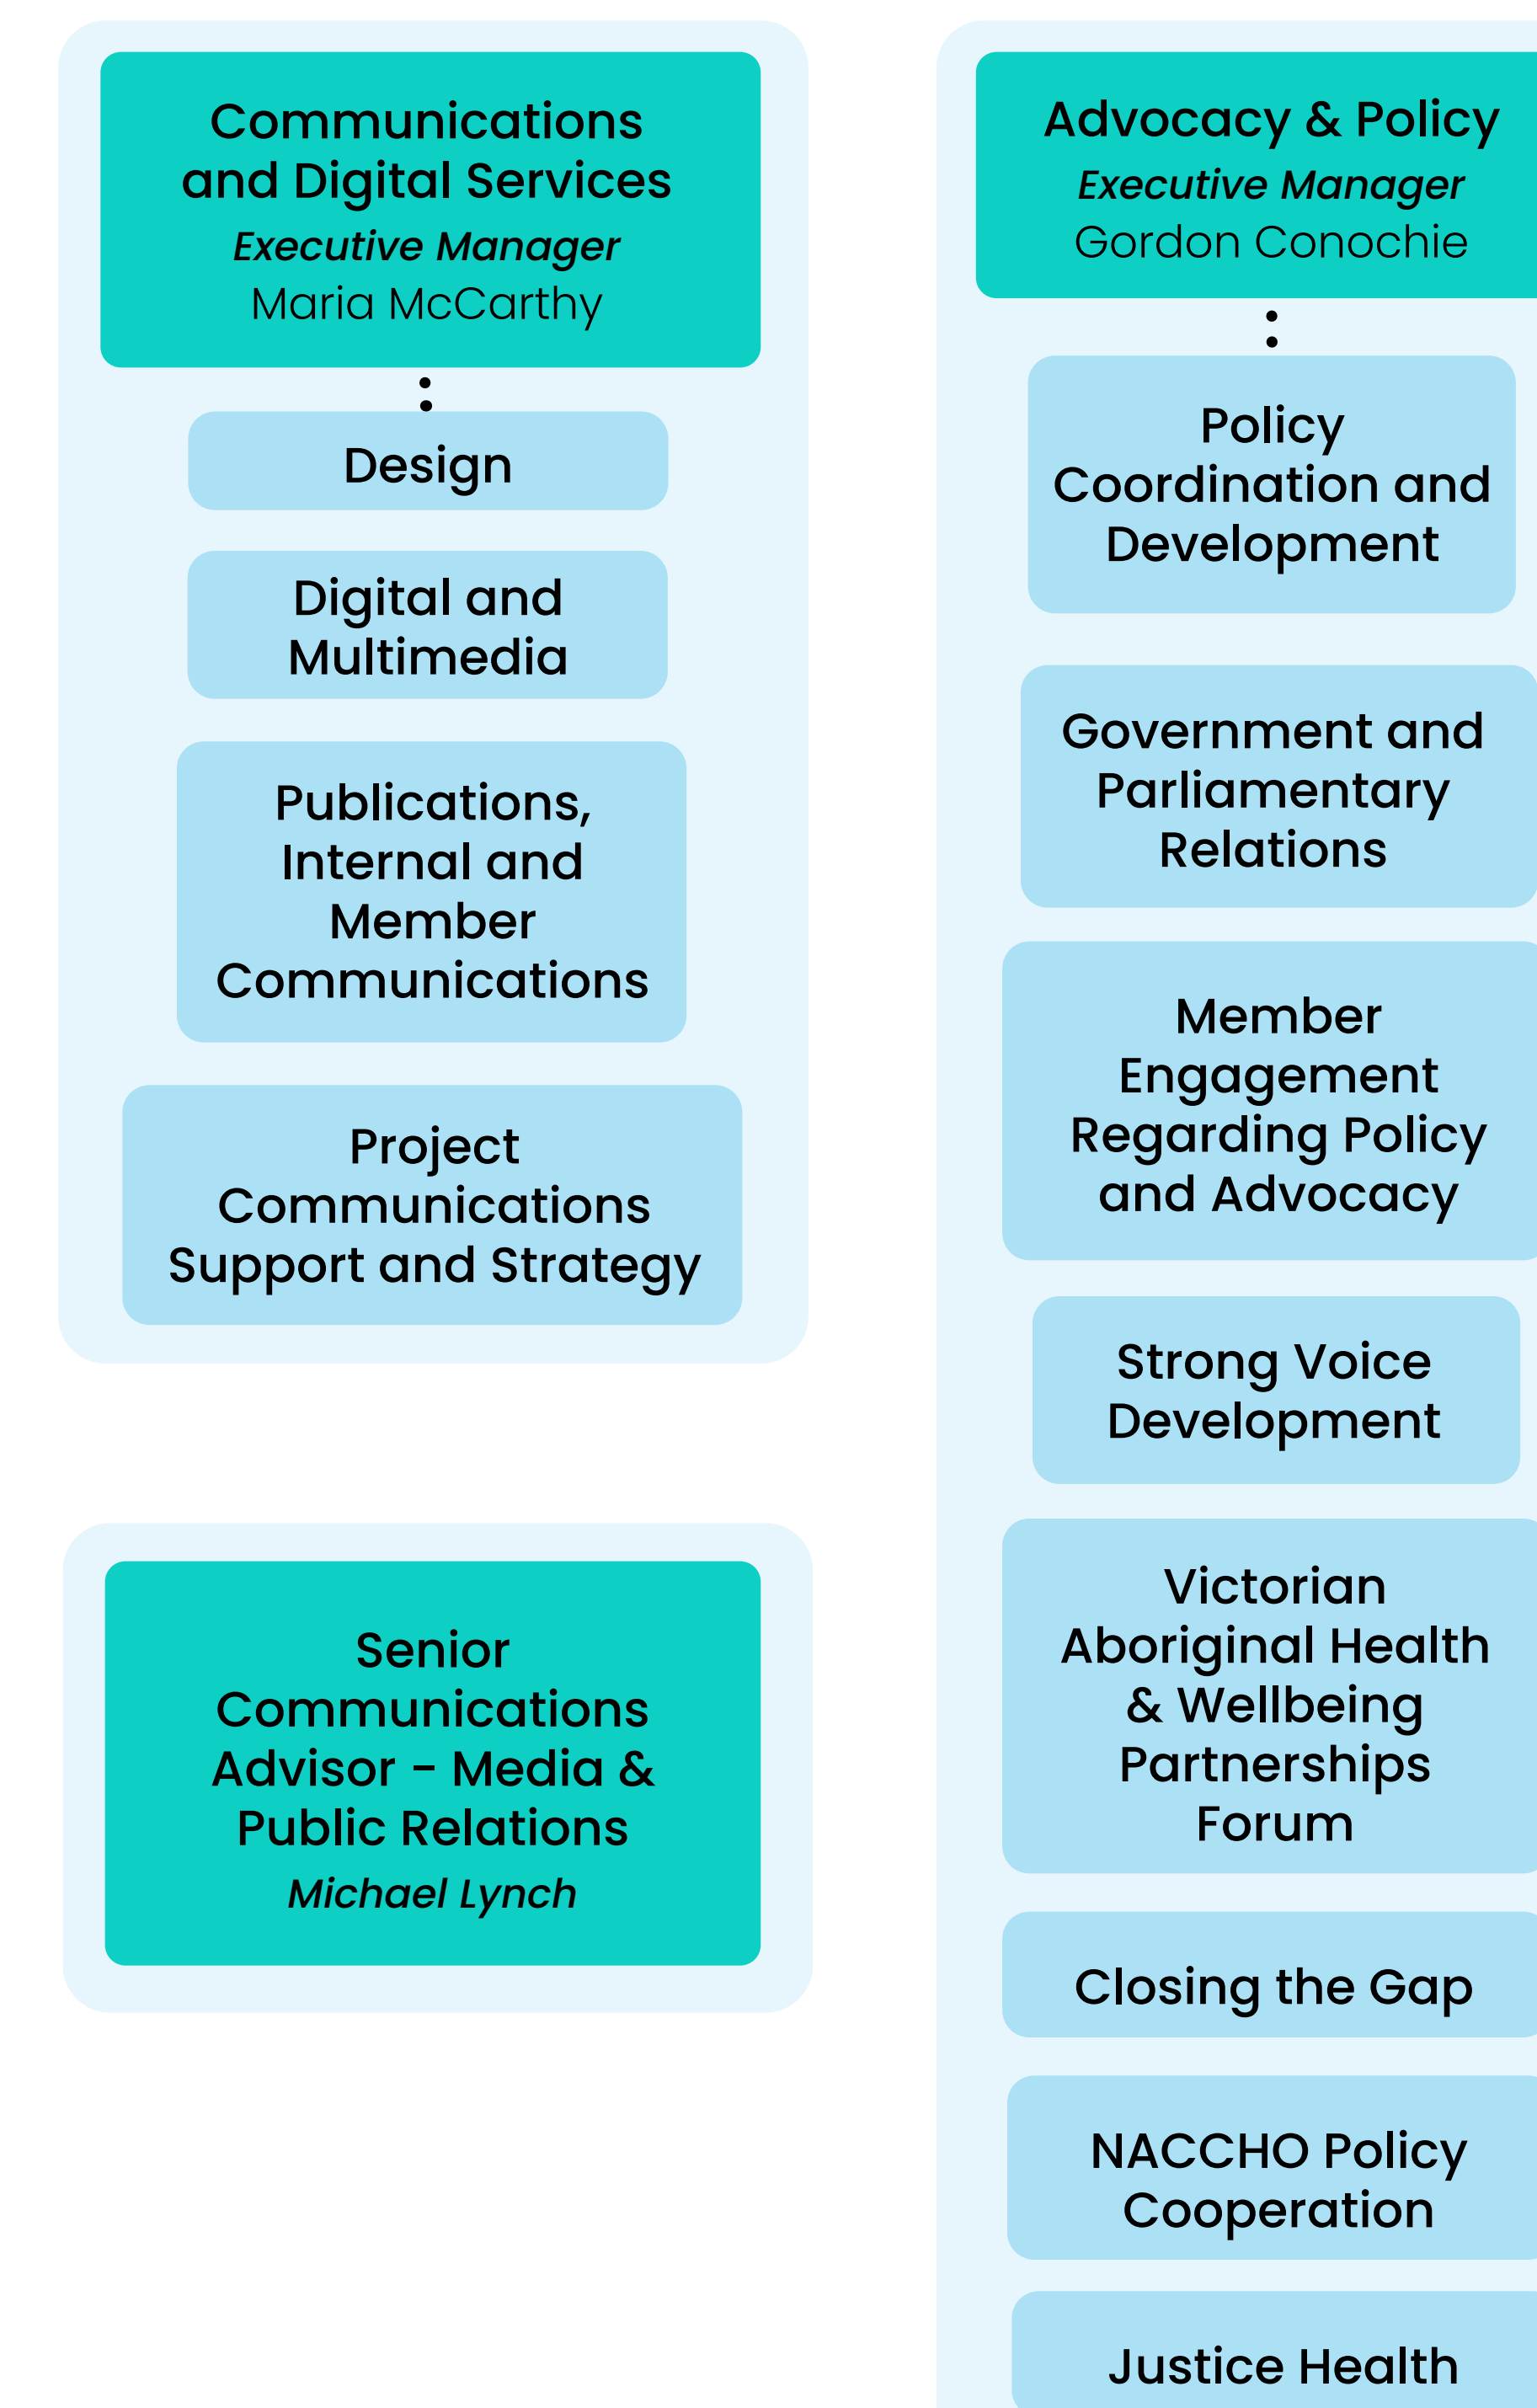 Communications
and Digital Services
Executive Manager
Maria McCarthy
Design
Digital and
Multimedia
Publications,
Internal and
Member
Communications
Project
Communications
Support and Strategy
Senior
Communications
Advisor - Media &
Public Relations
Michael Lynch
Advocacy & Policy
Executive Manager
Gordon Conochie
Policy
Coordination and
Development
Government and
Parliamentary
Relations
Member
Engagement
Regarding Policy
and Advocacy
Strong Voice
Development
Victorian
Aboriginal Health
& Wellbeing
Partnerships
Forum
Closing the Gap
NACCHO Policy
Cooperation
Justice Health